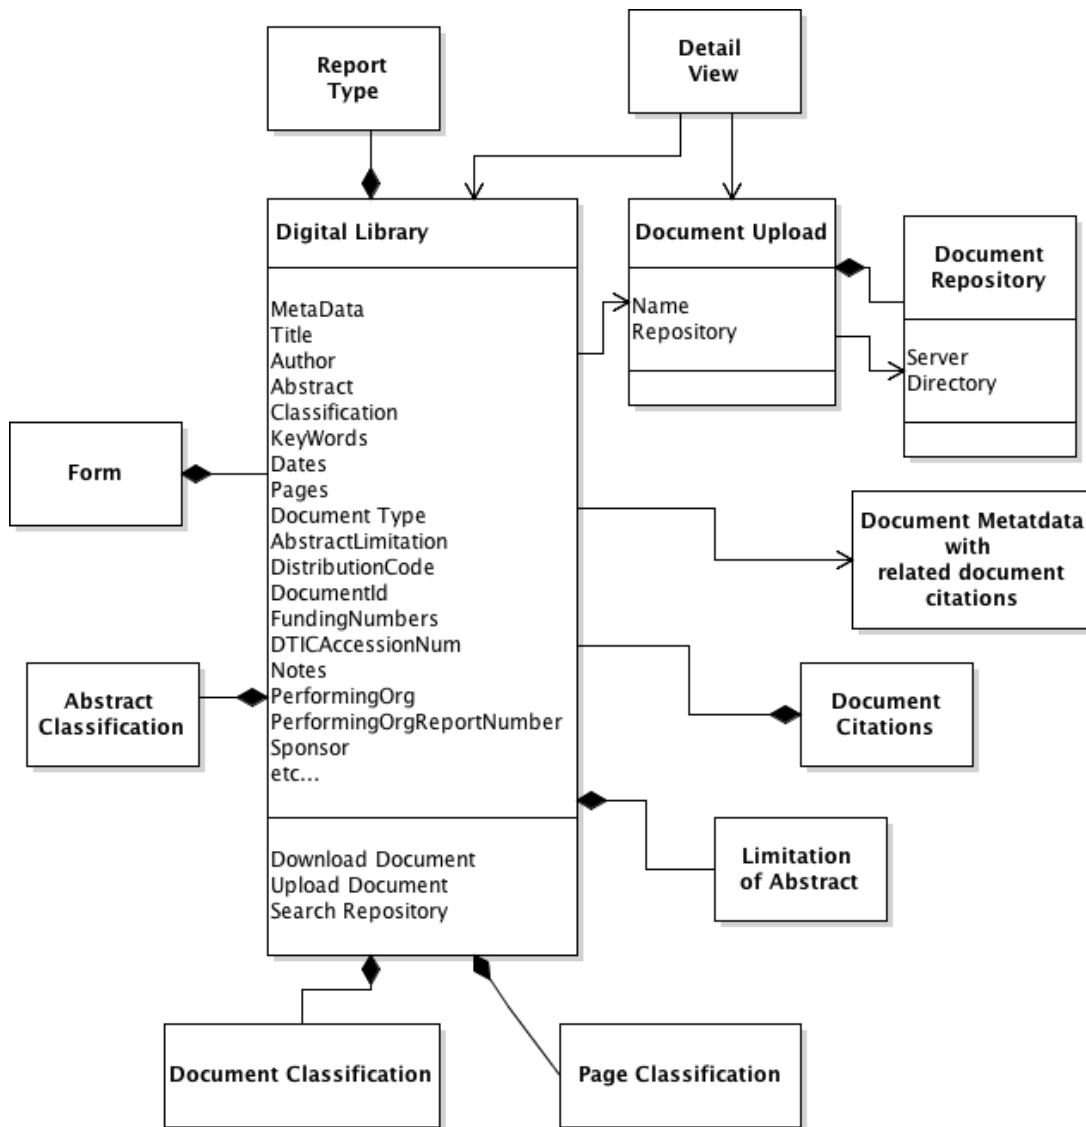 Report
Type
Detail
View
Digital Library
MetaData
Title
Author
Abstract
Classification
KeyWords
Dates
Pages
Document Type
AbstractLimitation
DistributionCode
DocumentId
FundingNumbers
DTICAccessionNum
Notes
PerformingOrg
PerformingOrgReportNumber
Sponsor
etc...
Download Document
Upload Document
Search Repository
Document Upload
Name
Repository
Document
Repository
Server
Directory
Form
Document Metatdata
with
related document
citations
Abstract
Classification
Document
Citations
Limitation
of Abstract
Document Classification
Page Classification